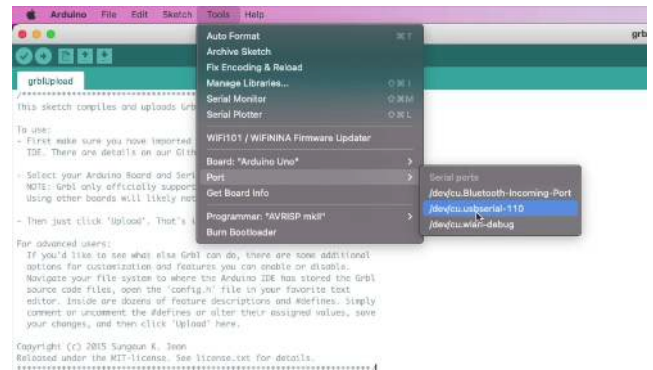 Arduino File Edit Sketch Tools Help
grb
grblUpload
Auto Format ⌘T
Archive Sketch
Fix Encoding & Reload
Manage Libraries... ⇧⌘I
Serial Monitor ⇧⌘M
Serial Plotter ⇧⌘L
WiFi101 / WiFiNINA Firmware Updater
Board: "Arduino Uno"
Port
Get Board Info
Programmer: "AVRISP mkII"
Burn Bootloader
Serial ports
/dev/cu.Bluetooth-Incoming-Port
/dev/cu.usbserial-110
/dev/cu.wlan-debug
This sketch compiles and uploads Grb
To use:
- First make sure you have imported
IDE. There are details on our Gith
- Select your Arduino Board and Seri
NOTE: Grbl only officially support
Using other boards will likely not
- Then just click 'Upload'. That's
For advanced users:
If you'd like to see what else Grbl can do, there are some additional
options for customization and features you can enable or disable.
Navigate your file system to where the Arduino IDE has stored the Grbl
source code files, open the 'config.h' file in your favorite text
editor. Inside are dozens of feature descriptions and #defines. Simply
comment or uncomment the #defines or alter their assigned values, save
your changes, and then click 'Upload' here.
Copyright (c) 2015 Sungeun K. Jeon
Released under the MIT-license. See license.txt for details.